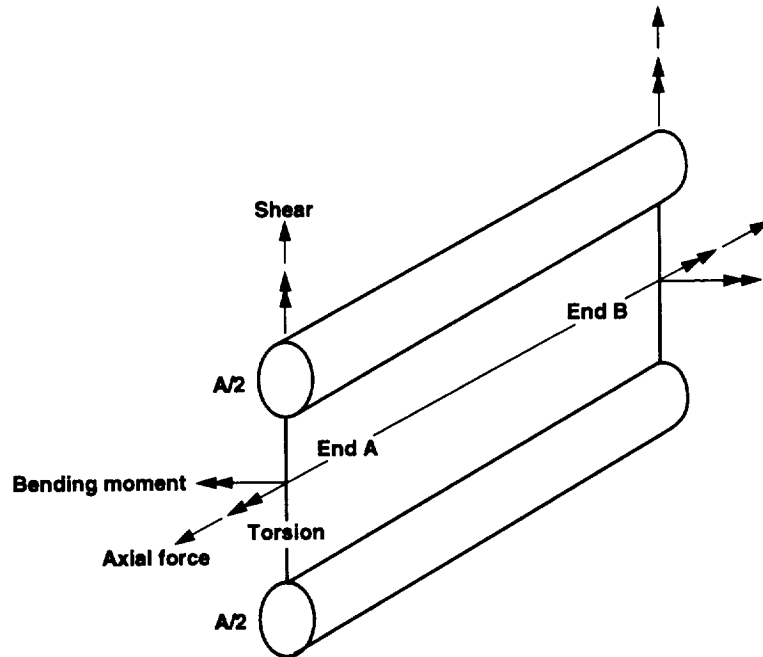 Shear
End B
A/2
End A
Bending moment
Torsion
Axial force
A/2